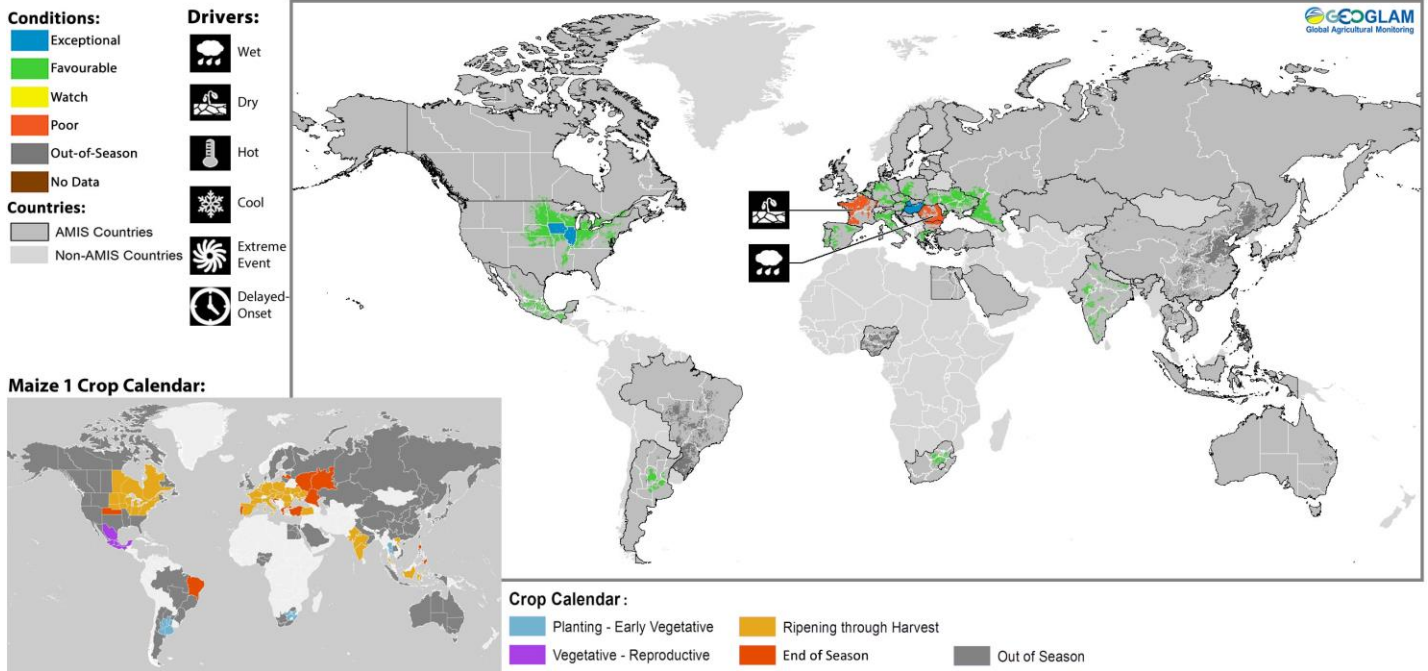 Conditions:
Exceptional
Favourable
Watch
Poor
Out-of-Season
No Data
Countries:
AMIS Countries
Non-AMIS Countries
Drivers:
Wet
Dry
Hot
Cool
Extreme
Event
Delayed-
Onset
GEOGLAM
Global Agricultural Monitoring
Maize 1 Crop Calendar:
Crop Calendar :
Planting - Early Vegetative
Vegetative - Reproductive
Ripening through Harvest
End of Season
Out of Season